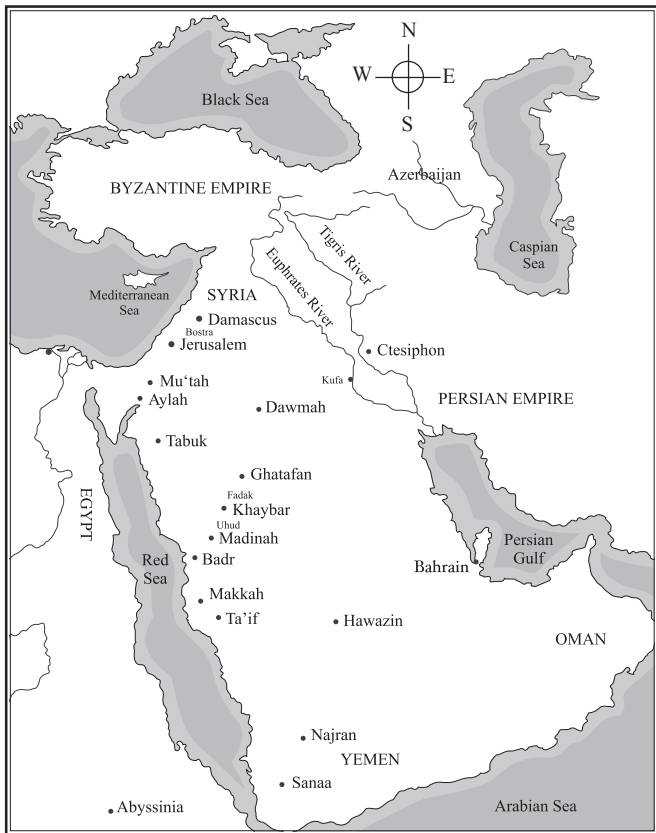 N
W
E
S
Black Sea
Azerbaijan
BYZANTINE EMPIRE
Caspian
Sea
Tigris River
Euphrates River
Mediterranean
Sea
SYRIA
Damascus
Bostra
Jerusalem
Ctesiphon
Kufa
Mu‘tah
Aylah
Dawmah
PERSIAN EMPIRE
Tabuk
Ghatafan
EGYPT
Fadak
Khaybar
Uhud
Madinah
Badr
Red
Sea
Persian
Gulf
Bahrain
Makkah
Ta’if
Hawazin
OMAN
Najran
YEMEN
Sanaa
Abyssinia
Arabian Sea